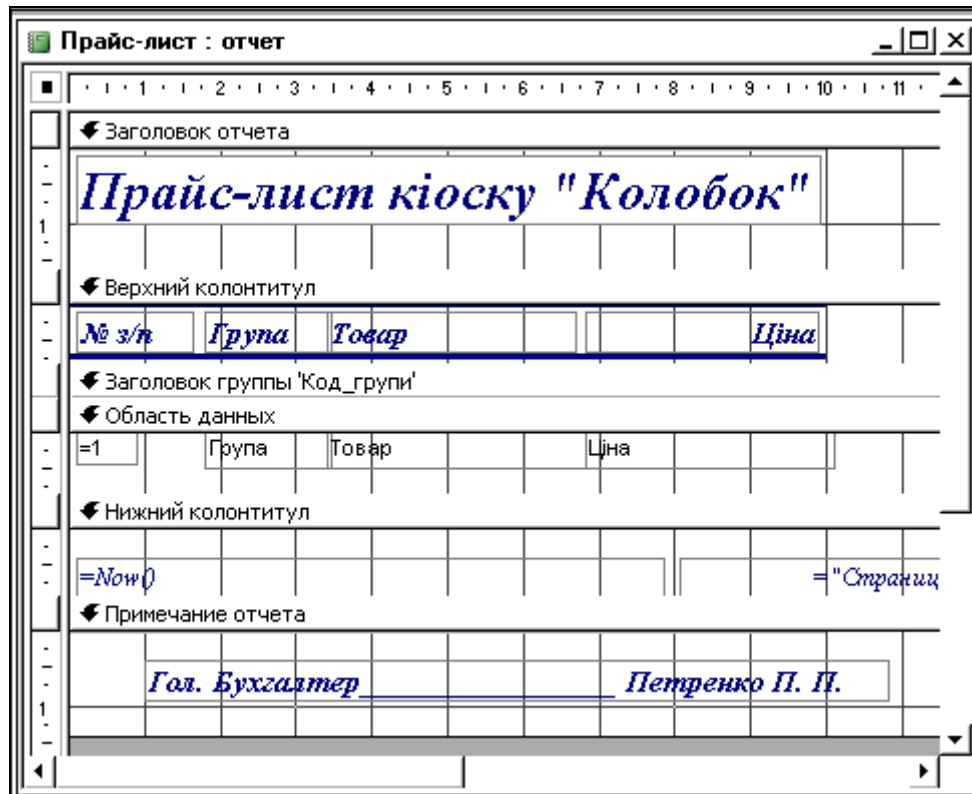 Прайс-лист : отчет
1 2 3 4 5 6 7 8 9 10 11
Заголовок отчета
Прайс-лист кіоску "Колобок"
1
Верхний колонтитул
№ з/п Група Товар Ціна
Заголовок группы 'Код_групи'
Область данных
=1 Група Товар Ціна
Нижний колонтитул
=Now() ="Страниц
Примечание отчета
Гол. Бухгалтер__________________ Петренко П. П.
1